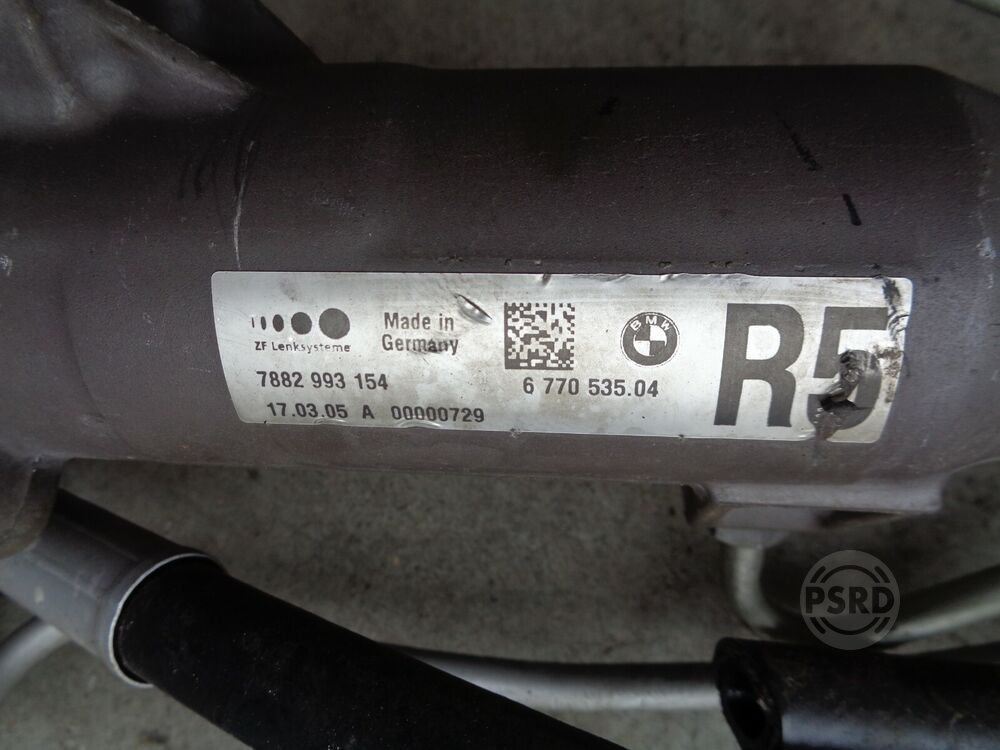 ZF Lenksysteme
Made in
Germany
BMW
R5
7882 993 154
6 770 535.04
17.03.05 A 00000729
PSRD